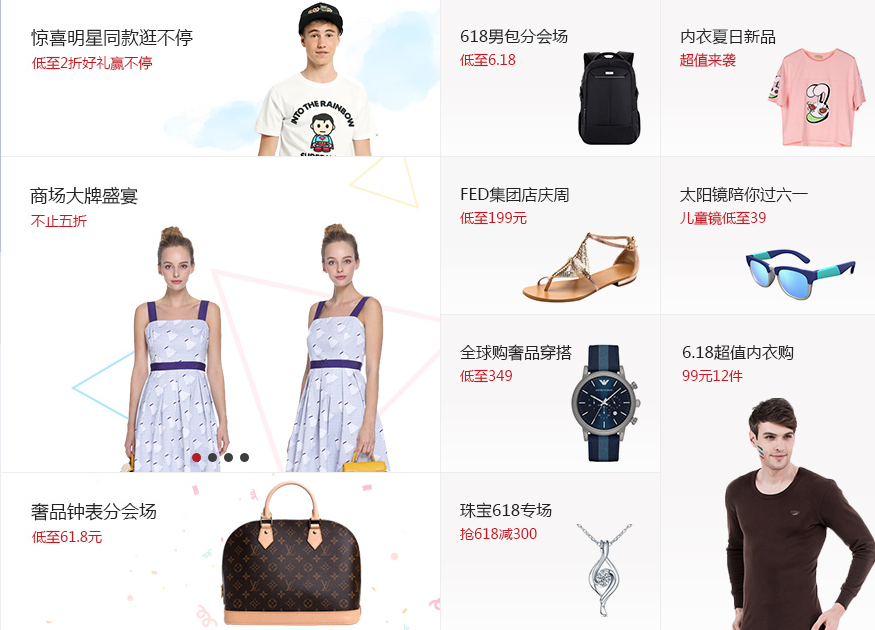 惊喜明星同款逛不停
低至2折好礼赢不停
INTO THE RAINBOW
618男包分会场
低至6.18
内衣夏日新品
超值来袭
商场大牌盛宴
不止五折
FED集团店庆周
低至199元
太阳镜陪你过六一
儿童镜低至39
全球购奢品穿搭
低至349
6.18超值内衣购
99元12件
奢品钟表分会场
低至61.8元
珠宝618专场
抢618减300